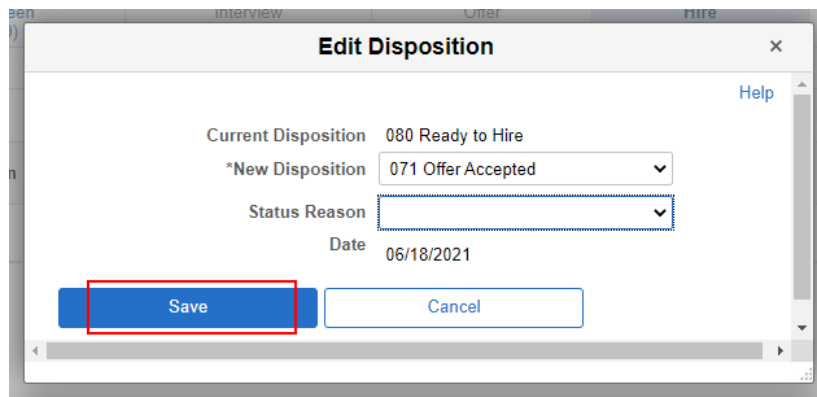 Interview Offer Hire
Edit Disposition ×
Help
Current Disposition 080 Ready to Hire
*New Disposition 071 Offer Accepted
Status Reason
Date 06/18/2021
Save Cancel